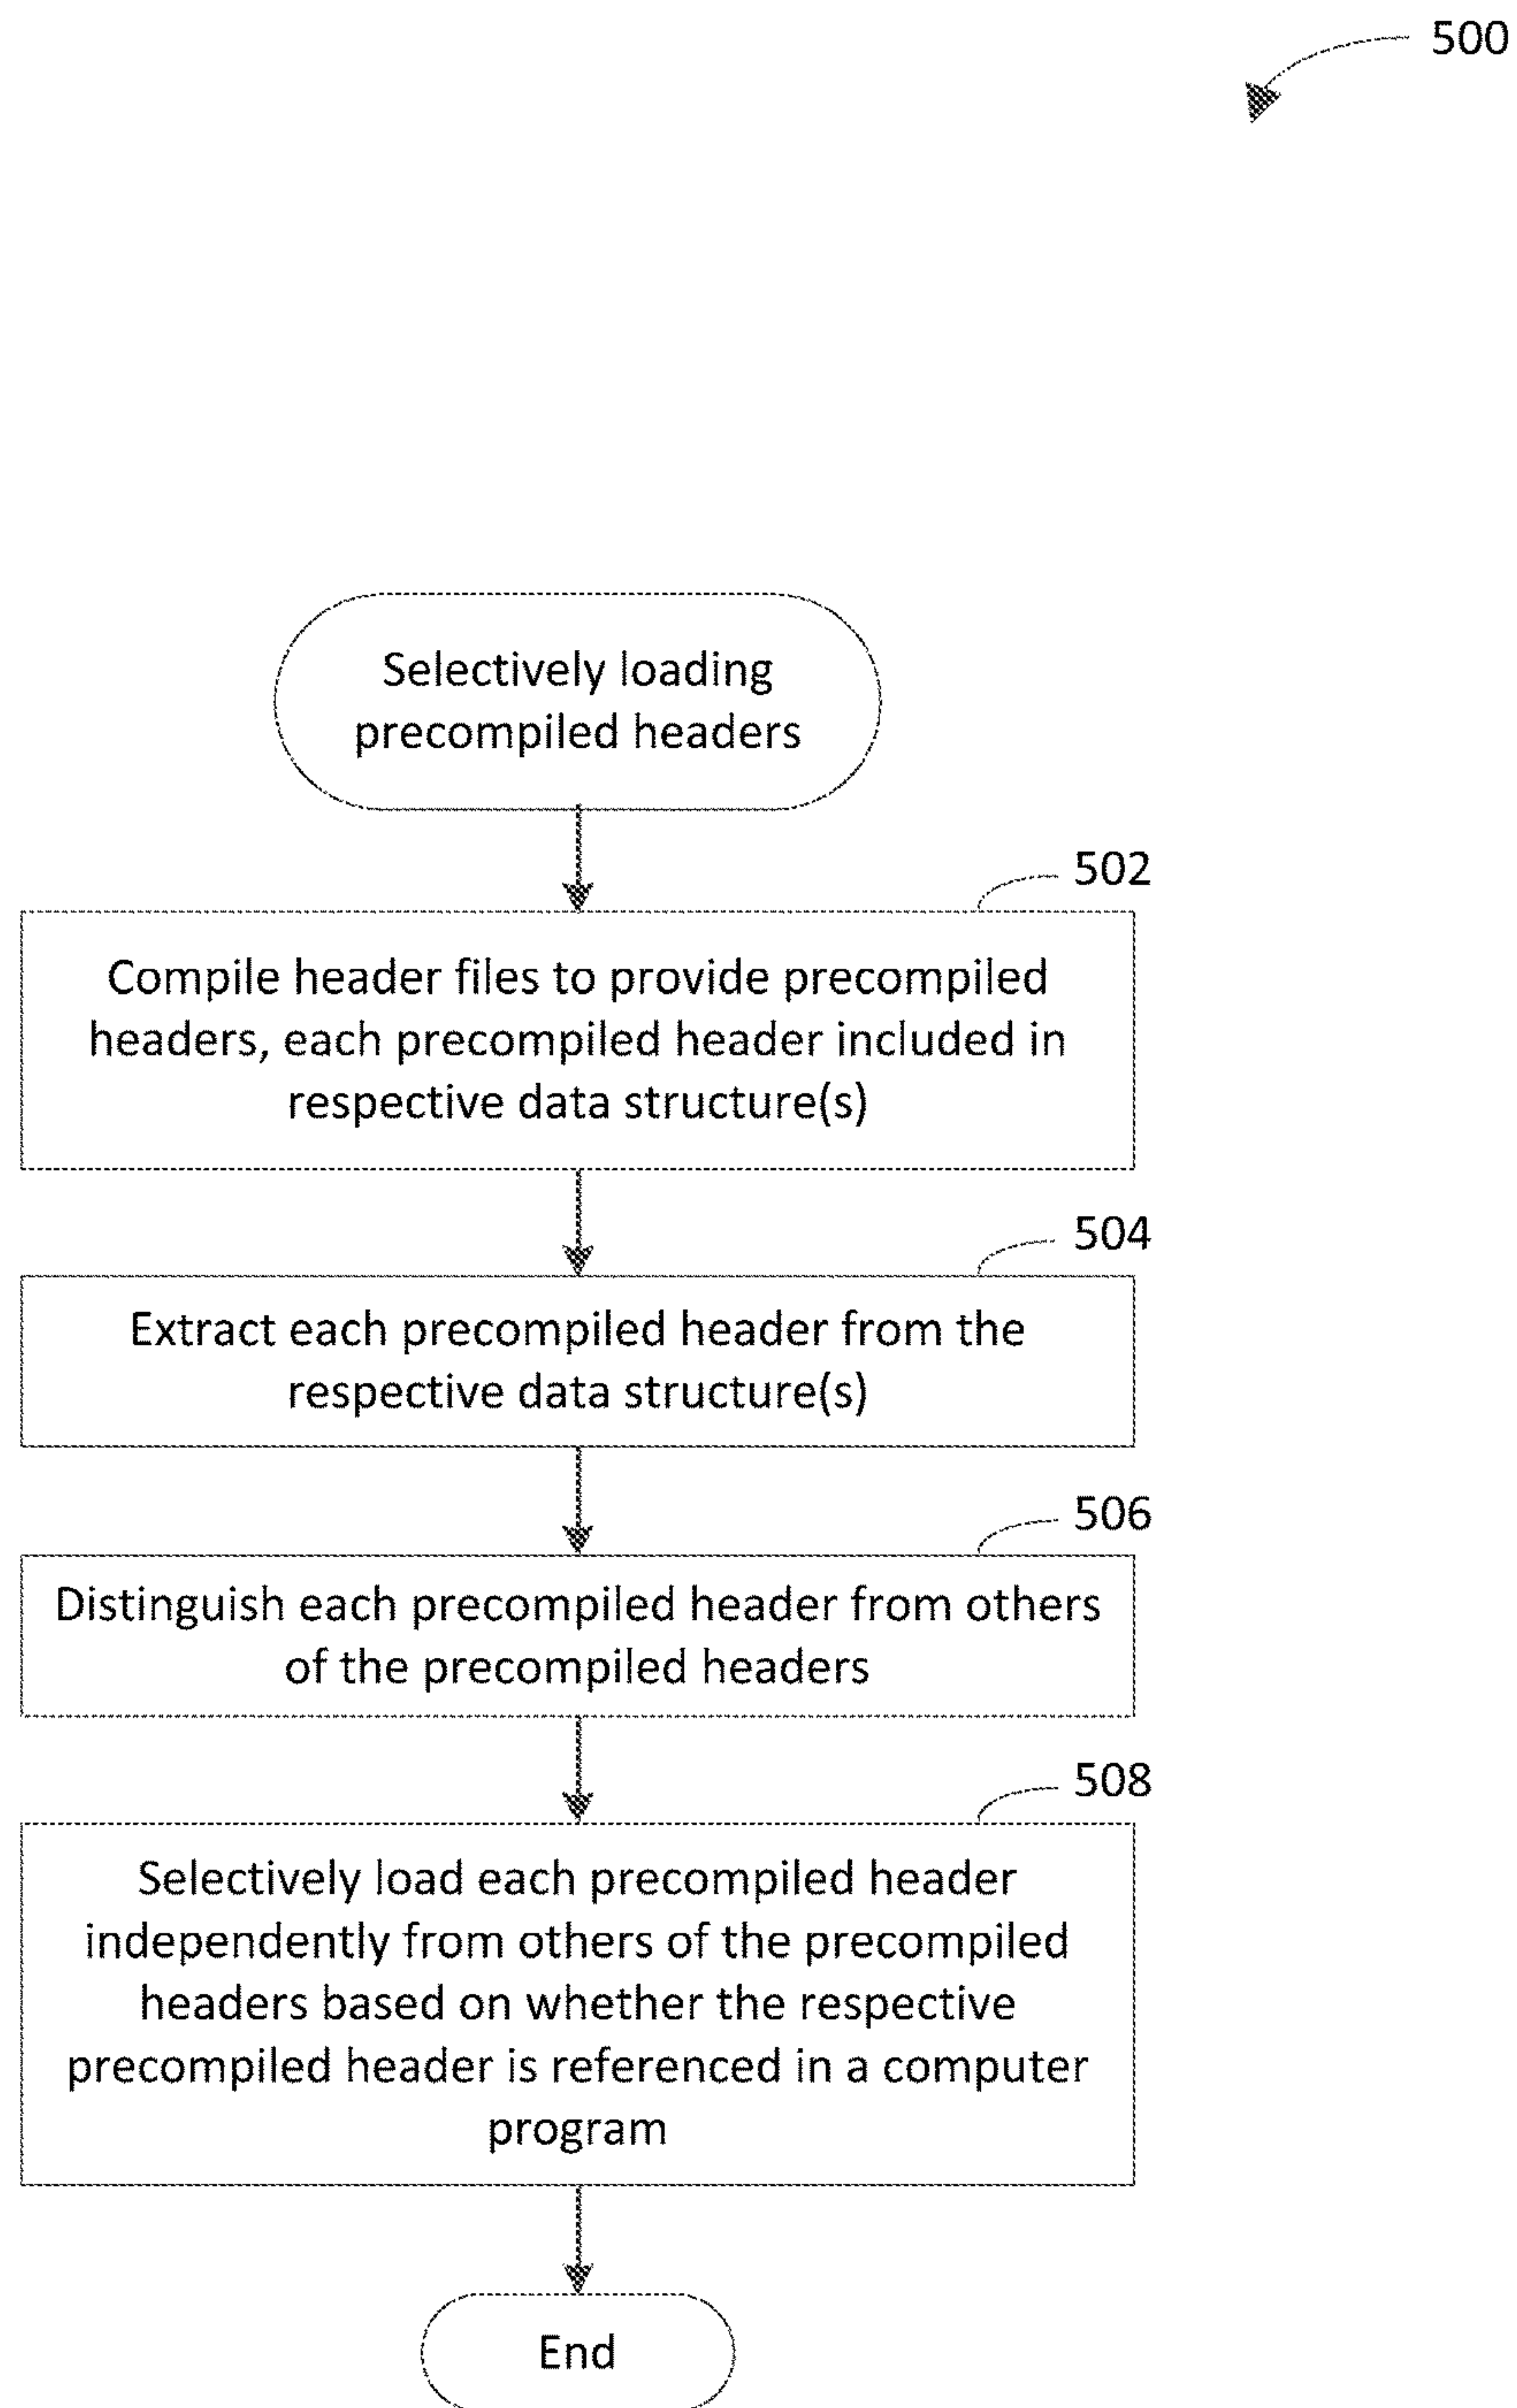 500
Selectively loading
precompiled headers
502
Compile header files to provide precompiled
headers, each precompiled header included in
respective data structure(s)
504
Extract each precompiled header from the
respective data structure(s)
506
Distinguish each precompiled header from others
of the precompiled headers
508
Selectively load each precompiled header
independently from others of the precompiled
headers based on whether the respective
precompiled header is referenced in a computer
program
End